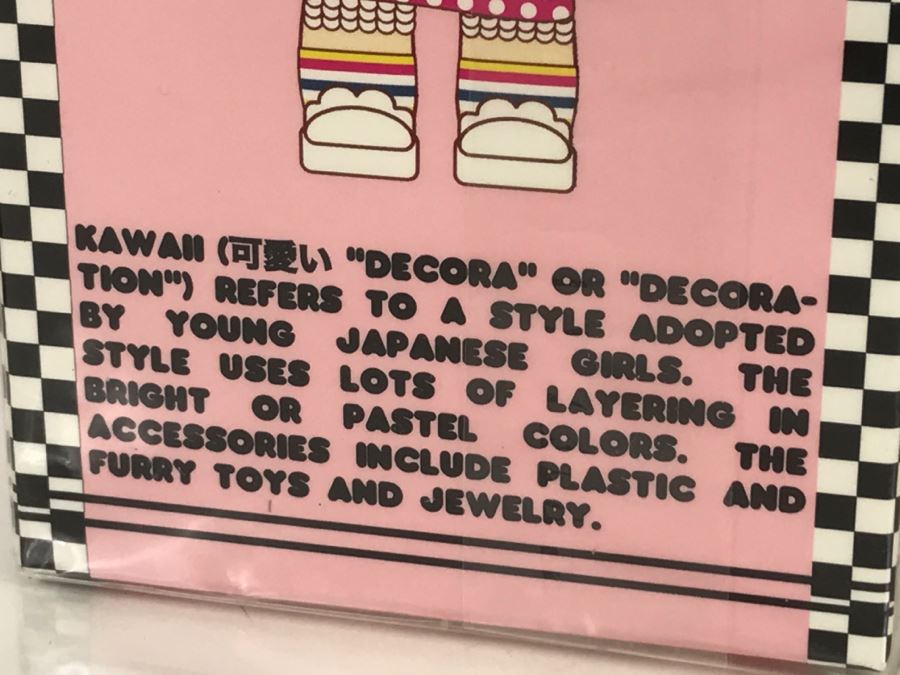 KAWAII (可愛い "DECORA" OR "DECORA-
TION") REFERS TO A STYLE ADOPTED
BY YOUNG JAPANESE GIRLS. THE
STYLE USES LOTS OF LAYERING IN
BRIGHT OR PASTEL COLORS. THE
ACCESSORIES INCLUDE PLASTIC AND
FURRY TOYS AND JEWELRY.